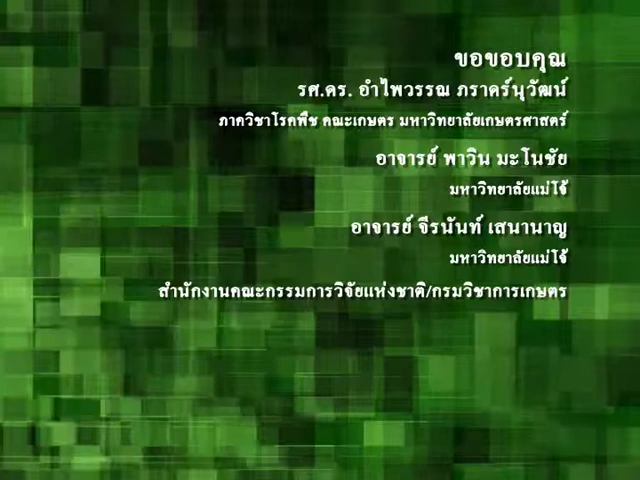 ขอขอบคุณ
รศ.ดร. อำไพวรรณ ภราดร์นุวัฒน์
ภาควิชาโรคพืช คณะเกษตร มหาวิทยาลัยเกษตรศาสตร์
อาจารย์ พาวิน มะโนชัย
มหาวิทยาลัยแม่โจ้
อาจารย์ จีรนันท์ เสนานาญ
มหาวิทยาลัยแม่โจ้
สำนักงานคณะกรรมการวิจัยแห่งชาติ/กรมวิชาการเกษตร